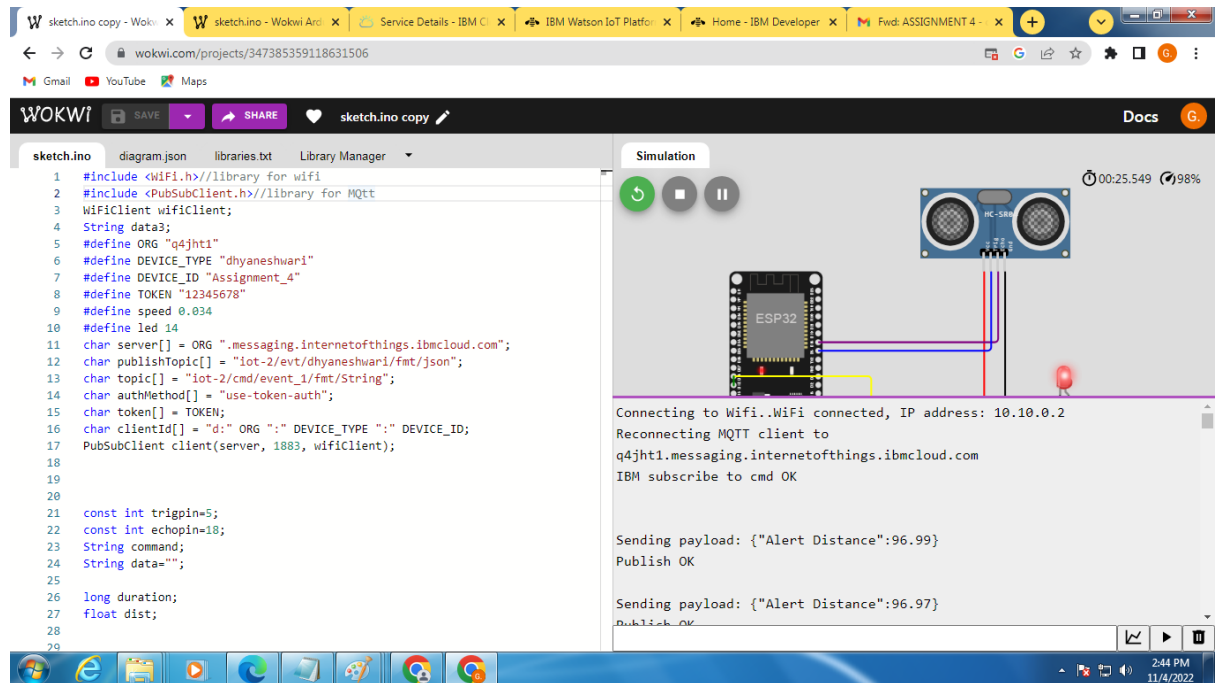 sketch.ino copy - Wokw
sketch.ino - Wokwi Ard
Service Details - IBM Cl
IBM Watson IoT Platfor
Home - IBM Developer
Fwd: ASSIGNMENT 4 -
wokwi.com/projects/347385359118631506
G.
Gmail YouTube Maps
WOKWI SAVE SHARE sketch.ino copy Docs G.
sketch.ino diagram.json libraries.txt Library Manager
1 #include <WiFi.h>//library for wifi
2 #include <PubSubClient.h>//library for MQtt
3 WiFiClient wifiClient;
4 String data3;
5 #define ORG "q4jht1"
6 #define DEVICE_TYPE "dhyaneshwari"
7 #define DEVICE_ID "Assignment_4"
8 #define TOKEN "12345678"
9 #define speed 0.034
10 #define led 14
11 char server[] = ORG ".messaging.internetofthings.ibmcloud.com";
12 char publishTopic[] = "iot-2/evt/dhyaneshwari/fmt/json";
13 char topic[] = "iot-2/cmd/event_1/fmt/String";
14 char authMethod[] = "use-token-auth";
15 char token[] = TOKEN;
16 char clientId[] = "d:" ORG ":" DEVICE_TYPE ":" DEVICE_ID;
17 PubSubClient client(server, 1883, wifiClient);
18
19
20
21 const int trigpin=5;
22 const int echopin=18;
23 String command;
24 String data="";
25
26 long duration;
27 float dist;
28
29
Simulation
00:25.549 98%
HC-SR0
ESP32
Connecting to Wifi..WiFi connected, IP address: 10.10.0.2
Reconnecting MQTT client to
q4jht1.messaging.internetofthings.ibmcloud.com
IBM subscribe to cmd OK
Sending payload: {"Alert Distance":96.99}
Publish OK
Sending payload: {"Alert Distance":96.97}
Publish OK
2:44 PM
11/4/2022